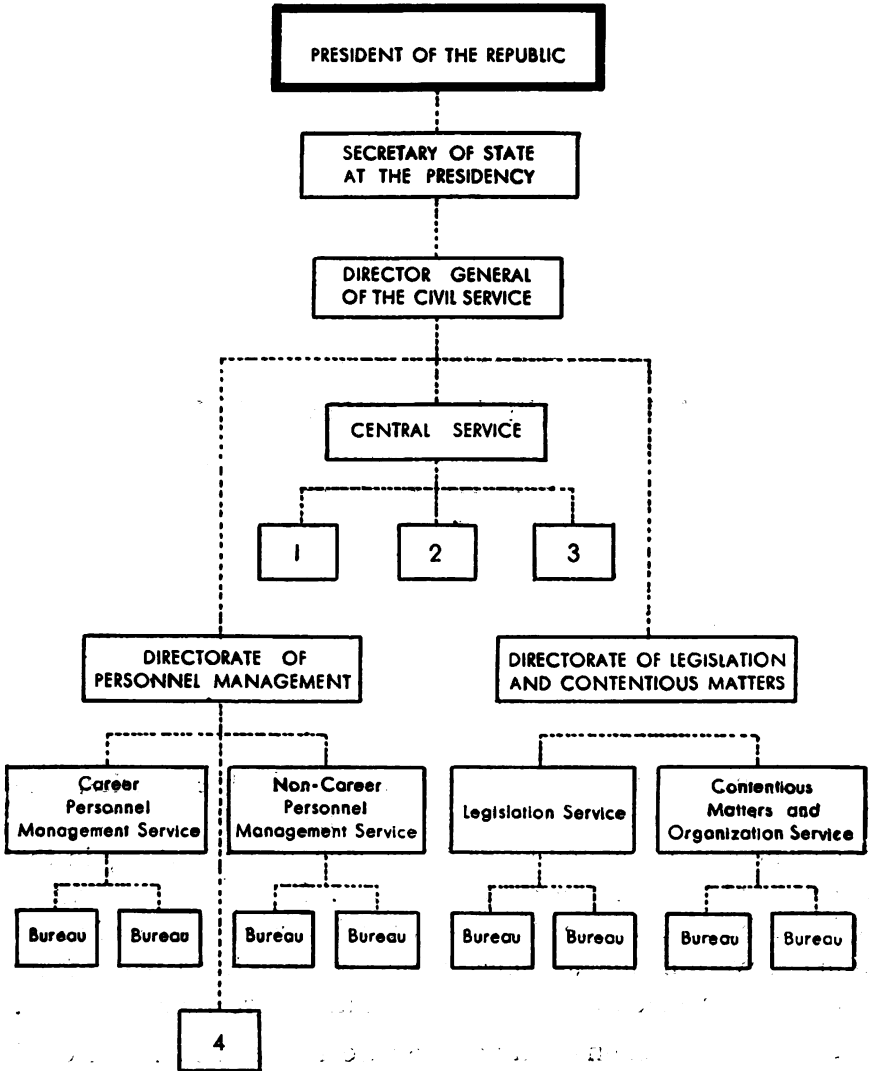 PRESIDENT OF THE REPUBLIC
SECRETARY OF STATE
AT THE PRESIDENCY
DIRECTOR GENERAL
OF THE CIVIL SERVICE
CENTRAL SERVICE
1
2
3
DIRECTORATE OF
PERSONNEL MANAGEMENT
DIRECTORATE OF LEGISLATION
AND CONTENTIOUS MATTERS
Career
Personnel
Management Service
Non-Career
Personnel
Management Service
Legislation Service
Contentious
Matters and
Organization Service
Bureau
Bureau
Bureau
Bureau
Bureau
Bureau
Bureau
Bureau
4